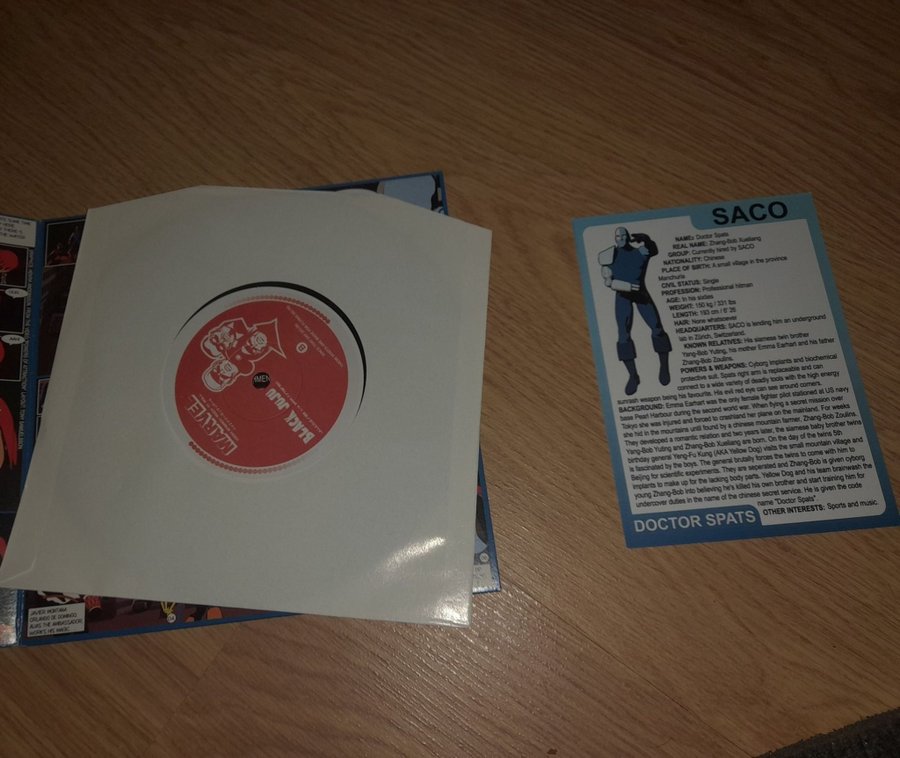 SACO
NAME: Doctor Spats
REAL NAME: Zhang-Bob Xueliang
GROUP: Currently hired by SACO
NATIONALITY: Chinese
PLACE OF BIRTH: A small village in the province
Manchuria
CIVIL STATUS: Single
PROFESSION: Professional hitman
AGE: In his sixties
WEIGHT: 150 kg / 331 lbs
LENGTH: 193 cm / 6' 26
HAIR: None whatsoever
HEADQUARTERS: SACO is lending him an underground
lab in Zürich, Switzerland.
KNOWN RELATIVES: His siamese twin brother
Yang-Bob Yuting, his mother Emma Earhart and his father
Zhang-Bob Zoulins.
POWERS & WEAPONS: Cyborg implants and biochemical
protective suit. Spats right arm is replaceable and can
connect to a wide variety of deadly tools with the high energy
sunrash weapon being his favourite. His evil red eye can see around corners.
BACKGROUND: Emma Earhart was the only female fighter pilot stationed at US navy
base Pearl Harbour during the second world war. When flying a secret mission over
Tokyo she was injured and forced to crashland her plane on the mainland. For weeks
she hid in the mountains until found by a chinese mountain farmer, Zhang-Bob Zoulins.
They developed a romantic relation and two years later, the siamese baby brother twins
Yang-Bob Yuting and Zhang-Bob Xueliang are born. On the day of the twins 5th
birthday general Yeng-Fu Kung (AKA Yellow Dog) visits the small mountain village and
is fascinated by the boys. The general brutally forces the twins to come with him to
Beijing for scientific experiments. They are seperated and Zhang-Bob is given cyborg
implants to make up for the lacking body parts. Yellow Dog and his team brainwash the
young Zhang-Bob into believing he's killed his own brother and start training him for
undercover duties in the name of the chinese secret service. He is given the code
name "Doctor Spats".
OTHER INTERESTS: Sports and music.
DOCTOR SPATS
BLACK JUJU
B
JAVIER MONTANA
ORLANDO DE DOMINGO
ALIAS THE AMBASSADOR,
WORK'S HIS MAGIC.